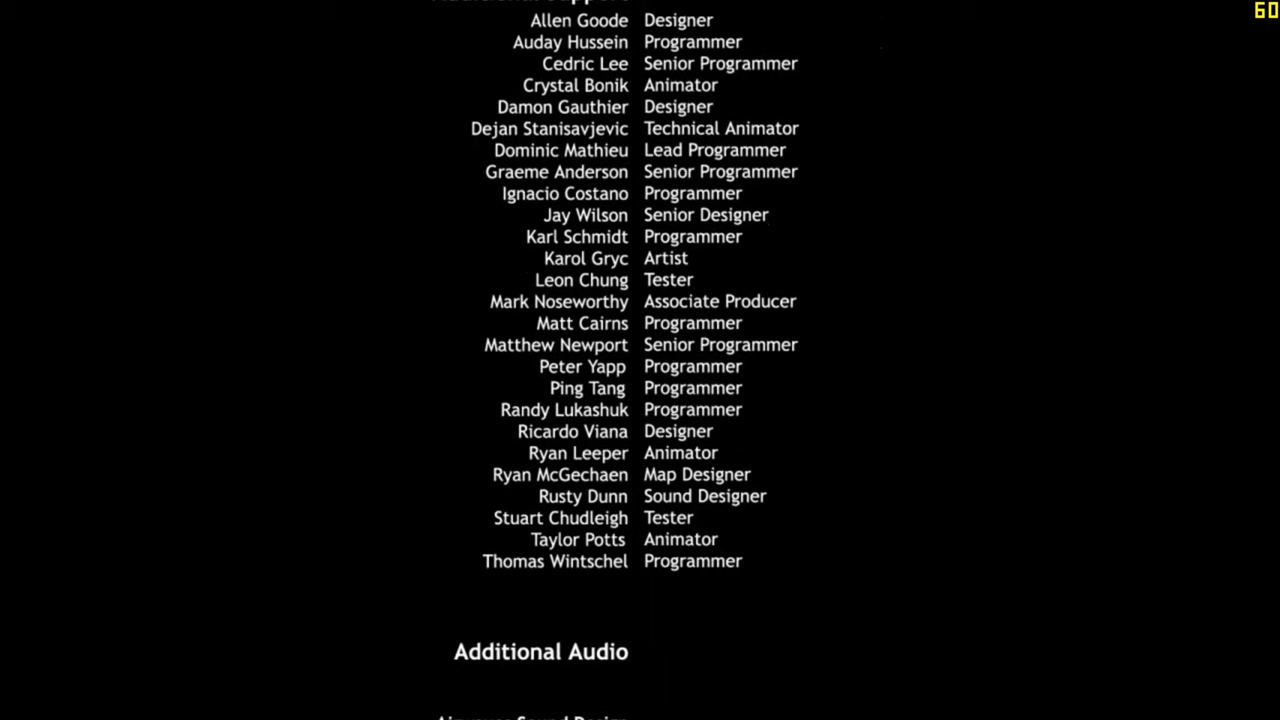 60
Additional Support
Allen Goode Designer
Auday Hussein Programmer
Cedric Lee Senior Programmer
Crystal Bonik Animator
Damon Gauthier Designer
Dejan Stanisavjevic Technical Animator
Dominic Mathieu Lead Programmer
Graeme Anderson Senior Programmer
Ignacio Costano Programmer
Jay Wilson Senior Designer
Karl Schmidt Programmer
Karol Gryc Artist
Leon Chung Tester
Mark Noseworthy Associate Producer
Matt Cairns Programmer
Matthew Newport Senior Programmer
Peter Yapp Programmer
Ping Tang Programmer
Randy Lukashuk Programmer
Ricardo Viana Designer
Ryan Leeper Animator
Ryan McGechaen Map Designer
Rusty Dunn Sound Designer
Stuart Chudleigh Tester
Taylor Potts Animator
Thomas Wintschel Programmer
Additional Audio
Sound Design